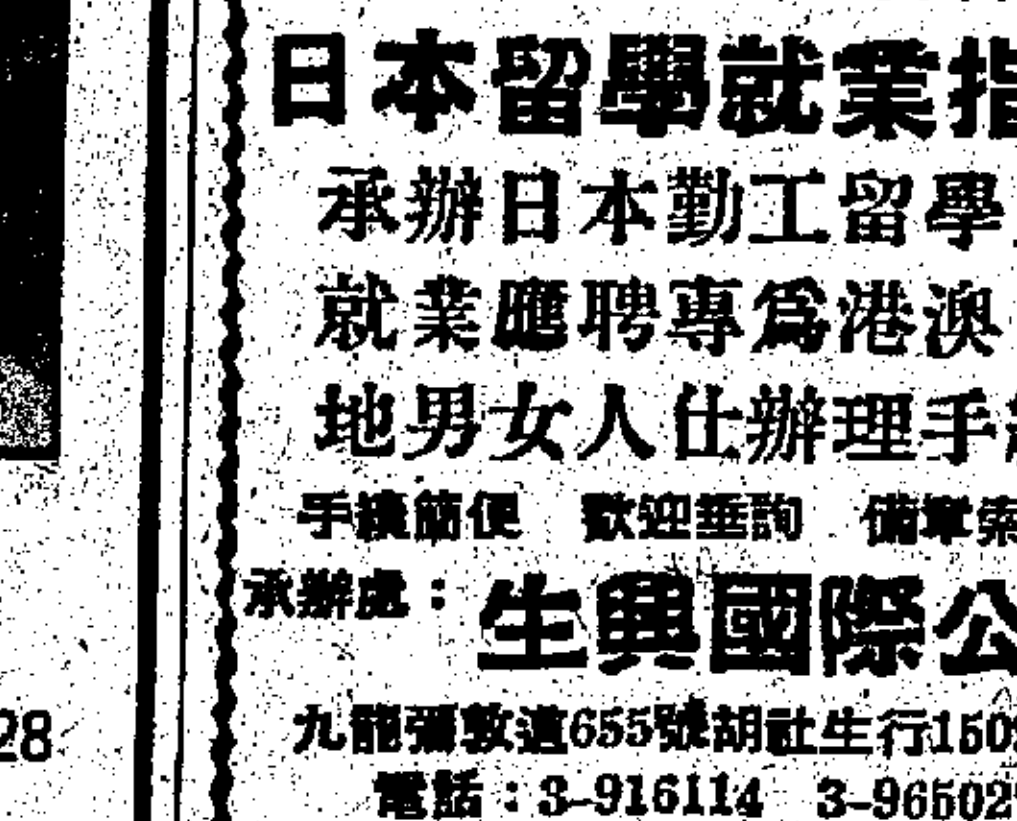 日本留學就業指
承辦日本勤工留學
就業應聘專爲港澳
地男女人仕辦理手
手續簡便　歡迎垂詢　備章索
承辦處：生興國際公
九龍彌敦道655號胡社生行150
電話：3-916114　3-96502
28